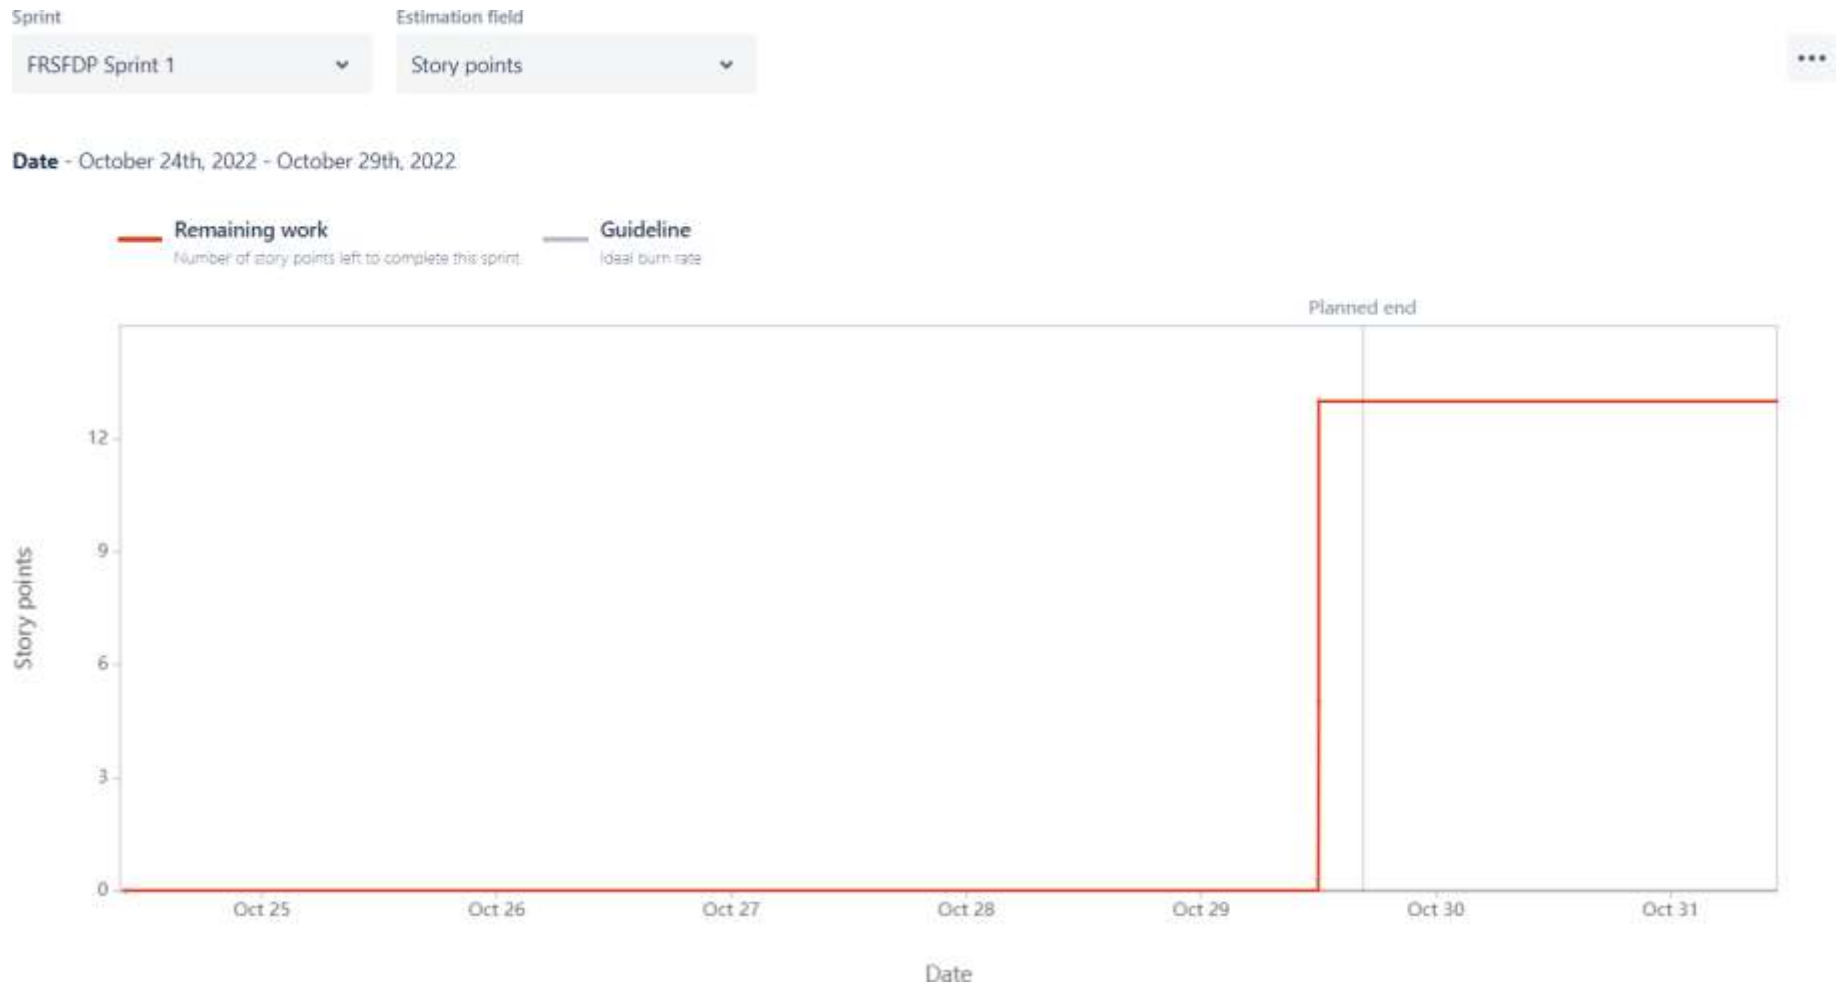 Sprint
Estimation field
FRSFDP Sprint 1
Story points
Date - October 24th, 2022 - October 29th, 2022
Remaining work
Number of story points left to complete this sprint.
Guideline
Ideal burn rate
Planned end
12
9
6
3
0
Story points
Oct 25
Oct 26
Oct 27
Oct 28
Oct 29
Oct 30
Oct 31
Date